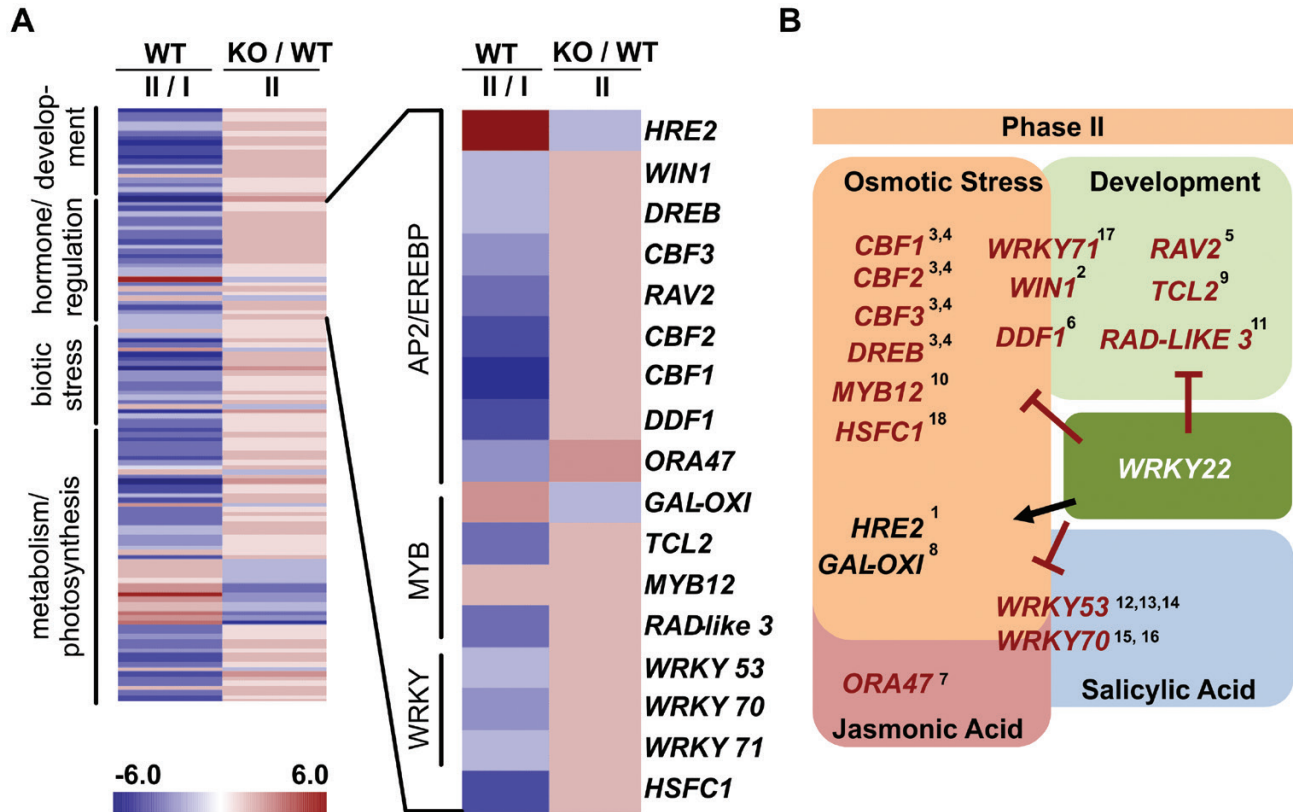 A
WT
KO / WT
II / I
II
develop-
ment
hormone/
regulation
biotic
stress
metabolism/
photosynthesis
-6.0
6.0
WT
KO / WT
II / I
II
AP2/EREBP
MYB
WRKY
HRE2
WIN1
DREB
CBF3
RAV2
CBF2
CBF1
DDF1
ORA47
GAL-OXI
TCL2
MYB12
RAD-like 3
WRKY 53
WRKY 70
WRKY 71
HSFC1
B
Phase II
Osmotic Stress
CBF1 3,4
CBF2 3,4
CBF3 3,4
DREB 3,4
MYB12 10
HSFC1 18
HRE2 1
GAL-OXI 8
Development
WRKY71 17
WIN1 2
DDF1 6
RAV2 5
TCL2 9
RAD-LIKE 3 11
WRKY22
WRKY53 12,13,14
WRKY70 15, 16
ORA47 7
Jasmonic Acid
Salicylic Acid